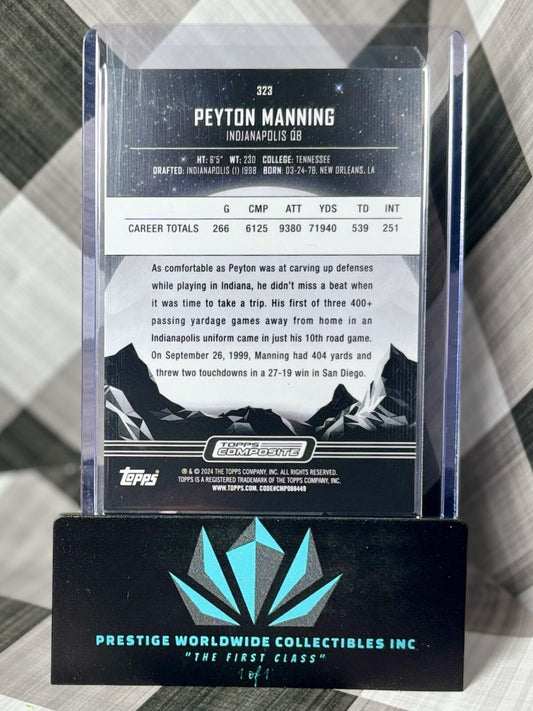 323
PEYTON MANNING
INDIANAPOLIS QB
HT: 6'5" WT: 230 COLLEGE: TENNESSEE
DRAFTED: INDIANAPOLIS (1) 1998 BORN: 03-24-76, NEW ORLEANS, LA
G CMP ATT YDS TD INT
CAREER TOTALS 266 6125 9380 71940 539 251
As comfortable as Peyton was at carving up defenses
while playing in Indiana, he didn't miss a beat when
it was time to take a trip. His first of three 400+
passing yardage games away from home in an
Indianapolis uniform came in just his 10th road game.
On September 26, 1999, Manning had 404 yards and
threw two touchdowns in a 27-19 win in San Diego.
TOPPS
COMPOSITE
Topps
® & © 2024 THE TOPPS COMPANY, INC. ALL RIGHTS RESERVED.
TOPPS IS A REGISTERED TRADEMARK OF THE TOPPS COMPANY, INC.
WWW.TOPPS.COM. CODE#CMP088449
PRESTIGE WORLDWIDE COLLECTIBLES INC
"THE FIRST CLASS"
1 of 1